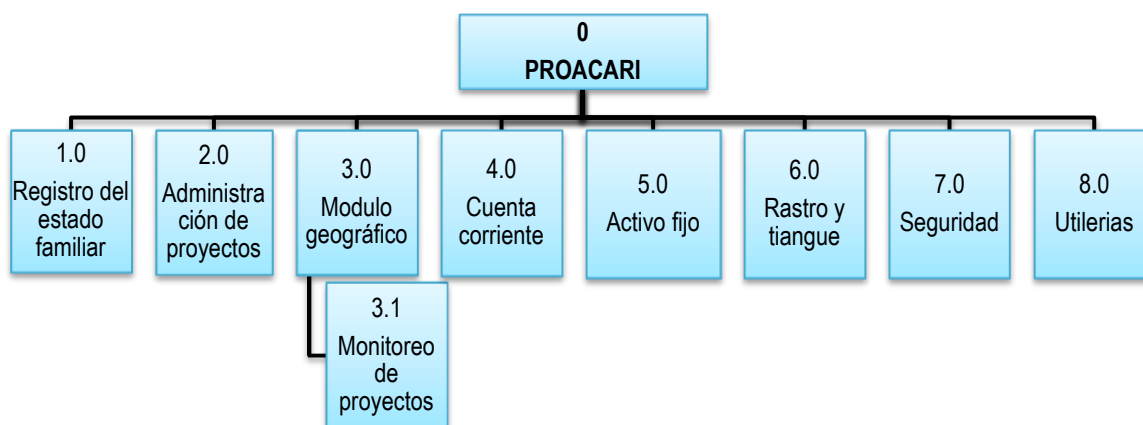 0
PROACARI
1.0
Registro del
estado
familiar
2.0
Administra
ción de
proyectos
3.0
Modulo
geográfico
4.0
Cuenta
corriente
5.0
Activo fijo
6.0
Rastro y
tiangue
7.0
Seguridad
8.0
Utilerias
3.1
Monitoreo
de
proyectos